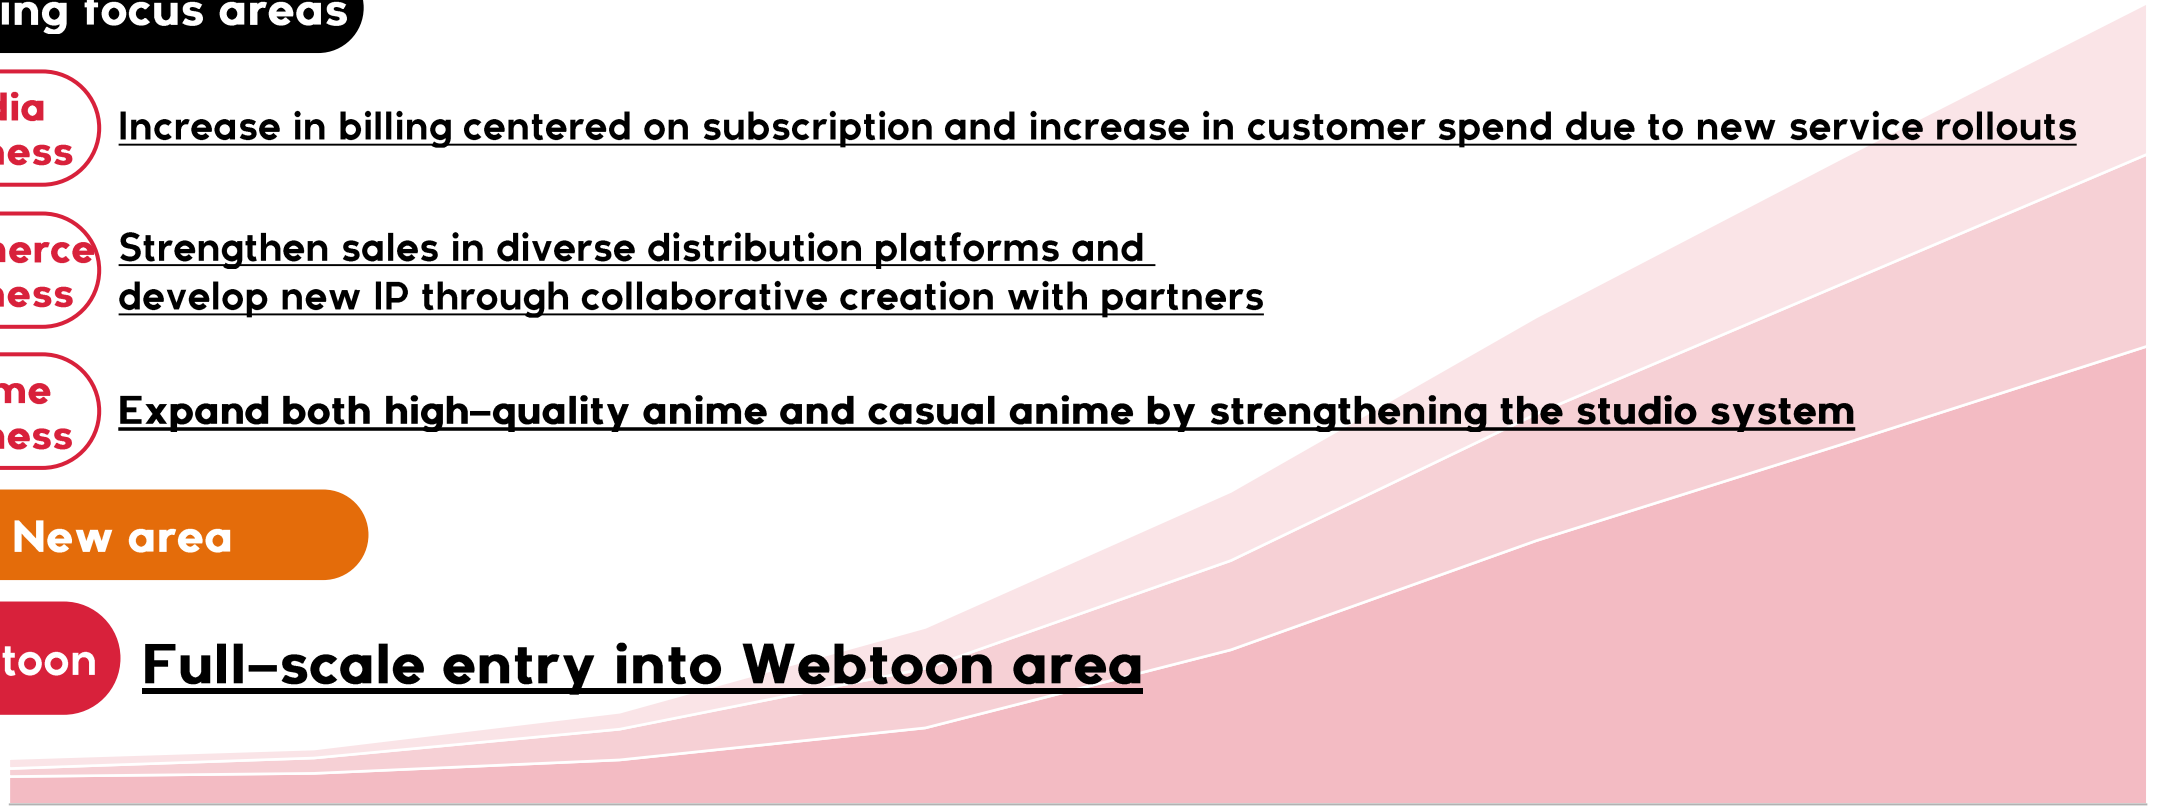 ing focus areas
dia
ness
Increase in billing centered on subscription and increase in customer spend due to new service rollouts
merce
ness
Strengthen sales in diverse distribution platforms and
develop new IP through collaborative creation with partners
me
ness
Expand both high-quality anime and casual anime by strengthening the studio system
New area
toon
Full-scale entry into Webtoon area